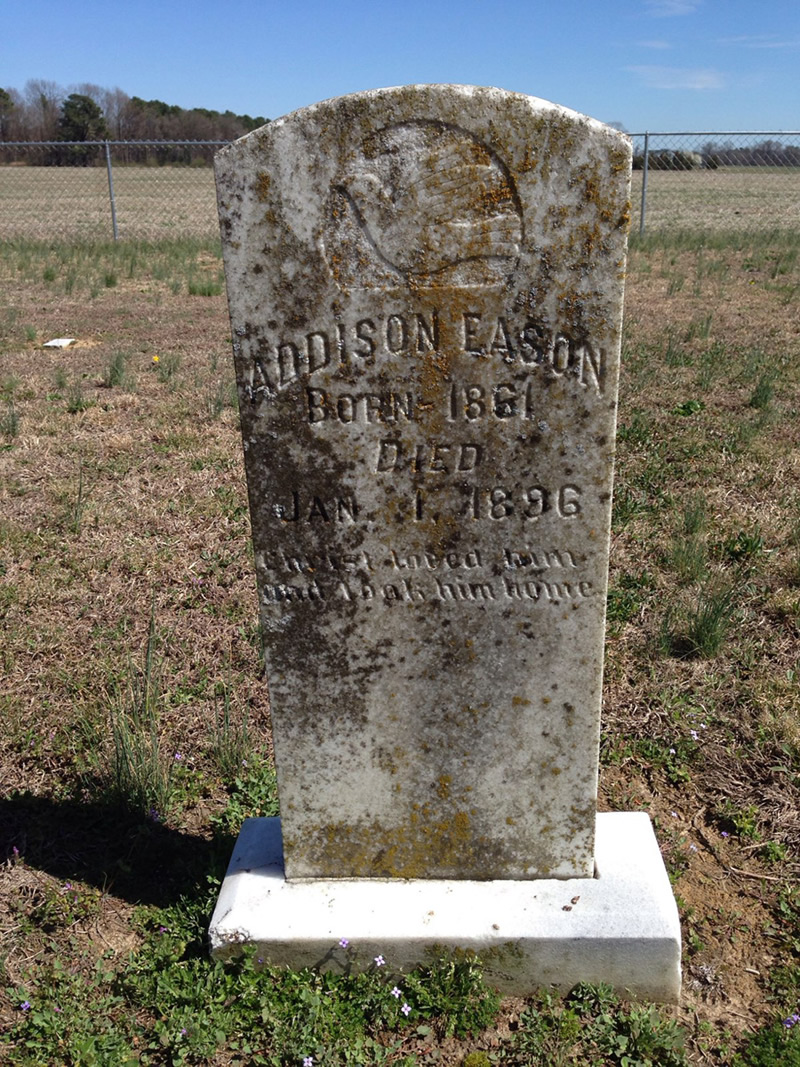 ADDISON EASON
BORN-1861
DIED
JAN. 1, 1896
Christ loved him
and took him home